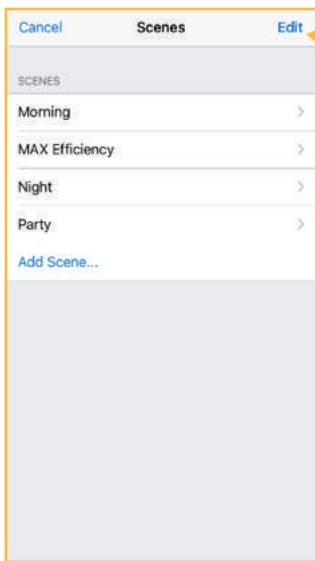 Cancel Scenes Edit
SCENES
Morning
MAX Efficiency
Night
Party
Add Scene...